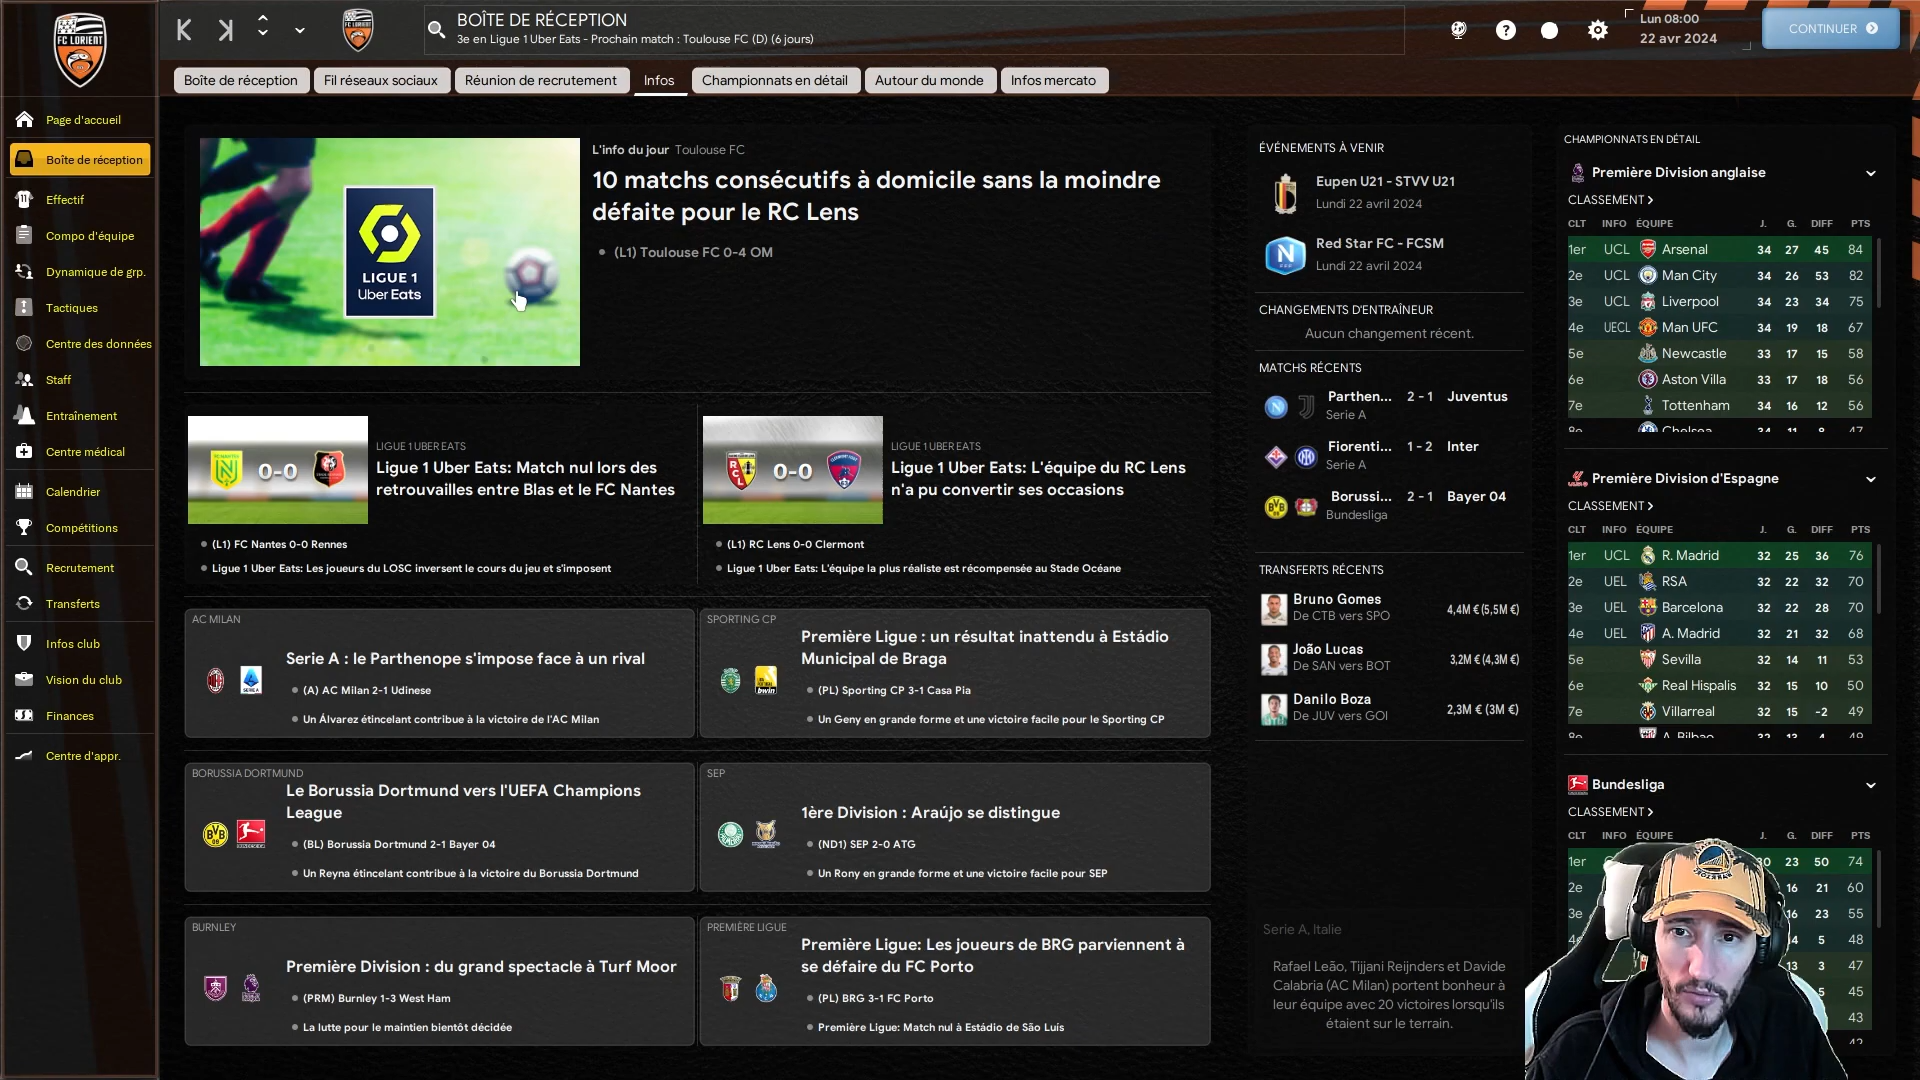 FC LORIENT
BOÎTE DE RÉCEPTION
3e en Ligue 1 Uber Eats - Prochain match : Toulouse FC (D) (6 jours)
Lun 08:00
22 avr 2024
CONTINUER
Boîte de réception
Fil réseaux sociaux
Réunion de recrutement
Infos
Championnats en détail
Autour du monde
Infos mercato
Page d'accueil
Boîte de réception
Effectif
Compo d'équipe
Dynamique de grp.
Tactiques
Centre des données
Staff
Entraînement
Centre médical
Calendrier
Compétitions
Recrutement
Transferts
Infos club
Vision du club
Finances
Centre d'appr.
LIGUE 1
Uber Eats
L'info du jour Toulouse FC
10 matchs consécutifs à domicile sans la moindre
défaite pour le RC Lens
(L1) Toulouse FC 0-4 OM
0-0
LIGUE 1 UBER EATS
Ligue 1 Uber Eats: Match nul lors des
retrouvailles entre Blas et le FC Nantes
(L1) FC Nantes 0-0 Rennes
Ligue 1 Uber Eats: Les joueurs du LOSC inversent le cours du jeu et s'imposent
0-0
LIGUE 1 UBER EATS
Ligue 1 Uber Eats: L'équipe du RC Lens
n'a pu convertir ses occasions
(L1) RC Lens 0-0 Clermont
Ligue 1 Uber Eats: L'équipe la plus réaliste est récompensée au Stade Océane
AC MILAN
Serie A : le Parthenope s'impose face à un rival
(A) AC Milan 2-1 Udinese
Un Álvarez étincelant contribue à la victoire de l'AC Milan
SPORTING CP
Première Ligue : un résultat inattendu à Estádio
Municipal de Braga
(PL) Sporting CP 3-1 Casa Pia
Un Geny en grande forme et une victoire facile pour le Sporting CP
BORUSSIA DORTMUND
Le Borussia Dortmund vers l'UEFA Champions
League
(BL) Borussia Dortmund 2-1 Bayer 04
Un Reyna étincelant contribue à la victoire du Borussia Dortmund
SEP
1ère Division : Araújo se distingue
(ND1) SEP 2-0 ATG
Un Rony en grande forme et une victoire facile pour SEP
BURNLEY
Première Division : du grand spectacle à Turf Moor
(PRM) Burnley 1-3 West Ham
La lutte pour le maintien bientôt décidée
PREMIÈRE LIGUE
Première Ligue: Les joueurs de BRG parviennent à
se défaire du FC Porto
(PL) BRG 3-1 FC Porto
Première Ligue: Match nul à Estádio de São Luís
ÉVÉNEMENTS À VENIR
Eupen U21 - STVV U21
Lundi 22 avril 2024
Red Star FC - FCSM
Lundi 22 avril 2024
CHANGEMENTS D'ENTRAÎNEUR
Aucun changement récent.
MATCHS RÉCENTS
Parthen... 2 - 1 Juventus
Serie A
Fiorenti... 1 - 2 Inter
Serie A
Borussi... 2 - 1 Bayer 04
Bundesliga
TRANSFERTS RÉCENTS
Bruno Gomes
De CTB vers SPO
4,4M € (5,5M €)
João Lucas
De SAN vers BOT
3,2M € (4,3M €)
Danilo Boza
De JUV vers GOI
2,3M € (3M €)
Serie A, Italie
Rafael Leão, Tijjani Reijnders et Davide
Calabria (AC Milan) portent bonheur à
leur équipe avec 20 victoires lorsqu'ils
étaient sur le terrain.
CHAMPIONNATS EN DÉTAIL
Première Division anglaise
CLASSEMENT
CLT INFO ÉQUIPE J. G. DIFF PTS
1er UCL Arsenal 34 27 45 84
2e UCL Man City 34 26 53 82
3e UCL Liverpool 34 23 34 75
4e UECL Man UFC 34 19 18 67
5e Newcastle 33 17 15 58
6e Aston Villa 33 17 18 56
7e Tottenham 34 16 12 56
8e Chelsea 34 11 8 47
Première Division d'Espagne
CLASSEMENT
CLT INFO ÉQUIPE J. G. DIFF PTS
1er UCL R. Madrid 32 25 36 76
2e UEL RSA 32 22 32 70
3e UEL Barcelona 32 22 28 70
4e UEL A. Madrid 32 21 32 68
5e Sevilla 32 14 11 53
6e Real Hispalis 32 15 10 50
7e Villarreal 32 15 -2 49
8e A. Bilbao 32 13 4 49
Bundesliga
CLASSEMENT
CLT INFO ÉQUIPE J. G. DIFF PTS
1er 30 23 50 74
2e 16 21 60
3e 16 23 55
5 48
3 47
45
43
42